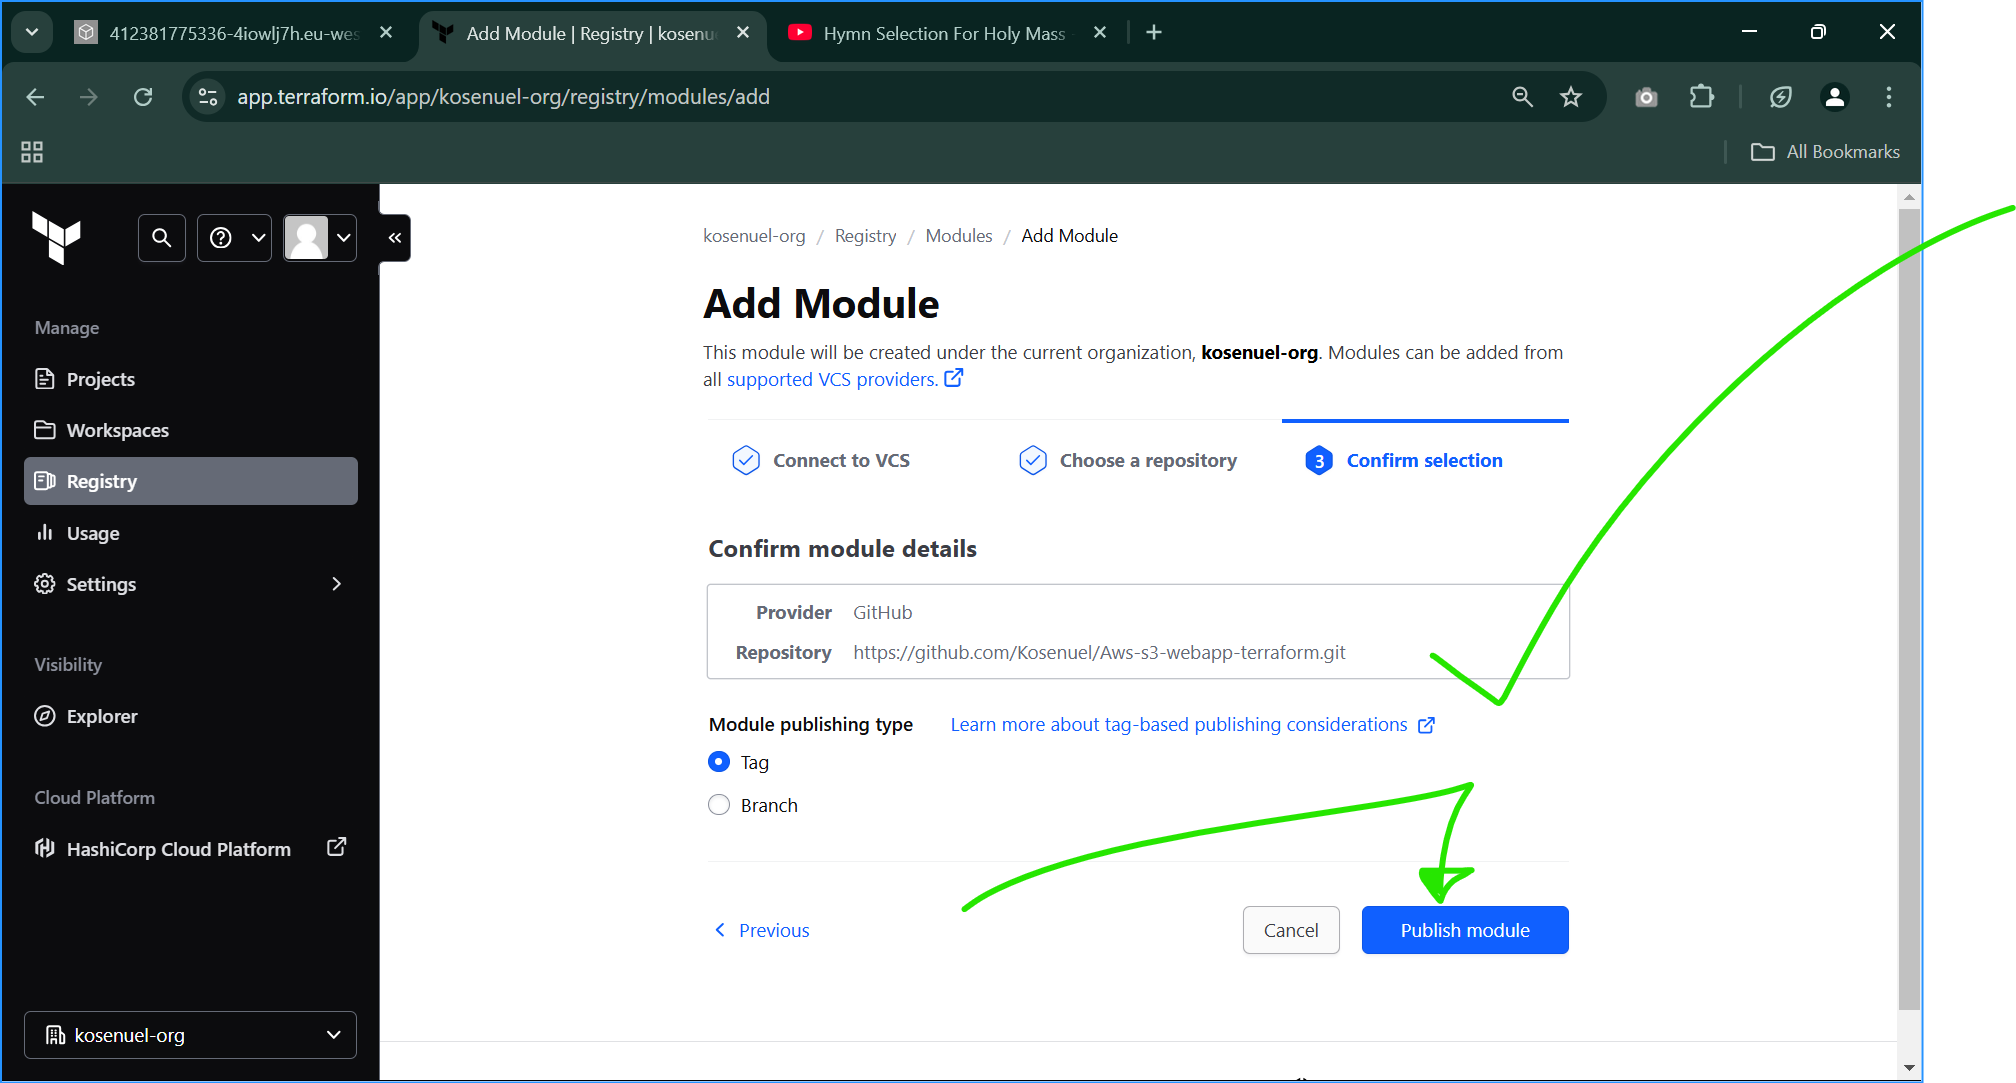 412381775336-4iowlj7h.eu-wes
Add Module | Registry | kosenu
Hymn Selection For Holy Mass
app.terraform.io/app/kosenuel-org/registry/modules/add
All Bookmarks
kosenuel-org / Registry / Modules / Add Module
Manage
Projects
Workspaces
Registry
Usage
Settings
Visibility
Explorer
Cloud Platform
HashiCorp Cloud Platform
kosenuel-org
Add Module
This module will be created under the current organization, kosenuel-org. Modules can be added from
all supported VCS providers.
Connect to VCS
Choose a repository
3 Confirm selection
Confirm module details
Provider GitHub
Repository https://github.com/Kosenuel/Aws-s3-webapp-terraform.git
Module publishing type Learn more about tag-based publishing considerations
Tag
Branch
Previous
Cancel
Publish module